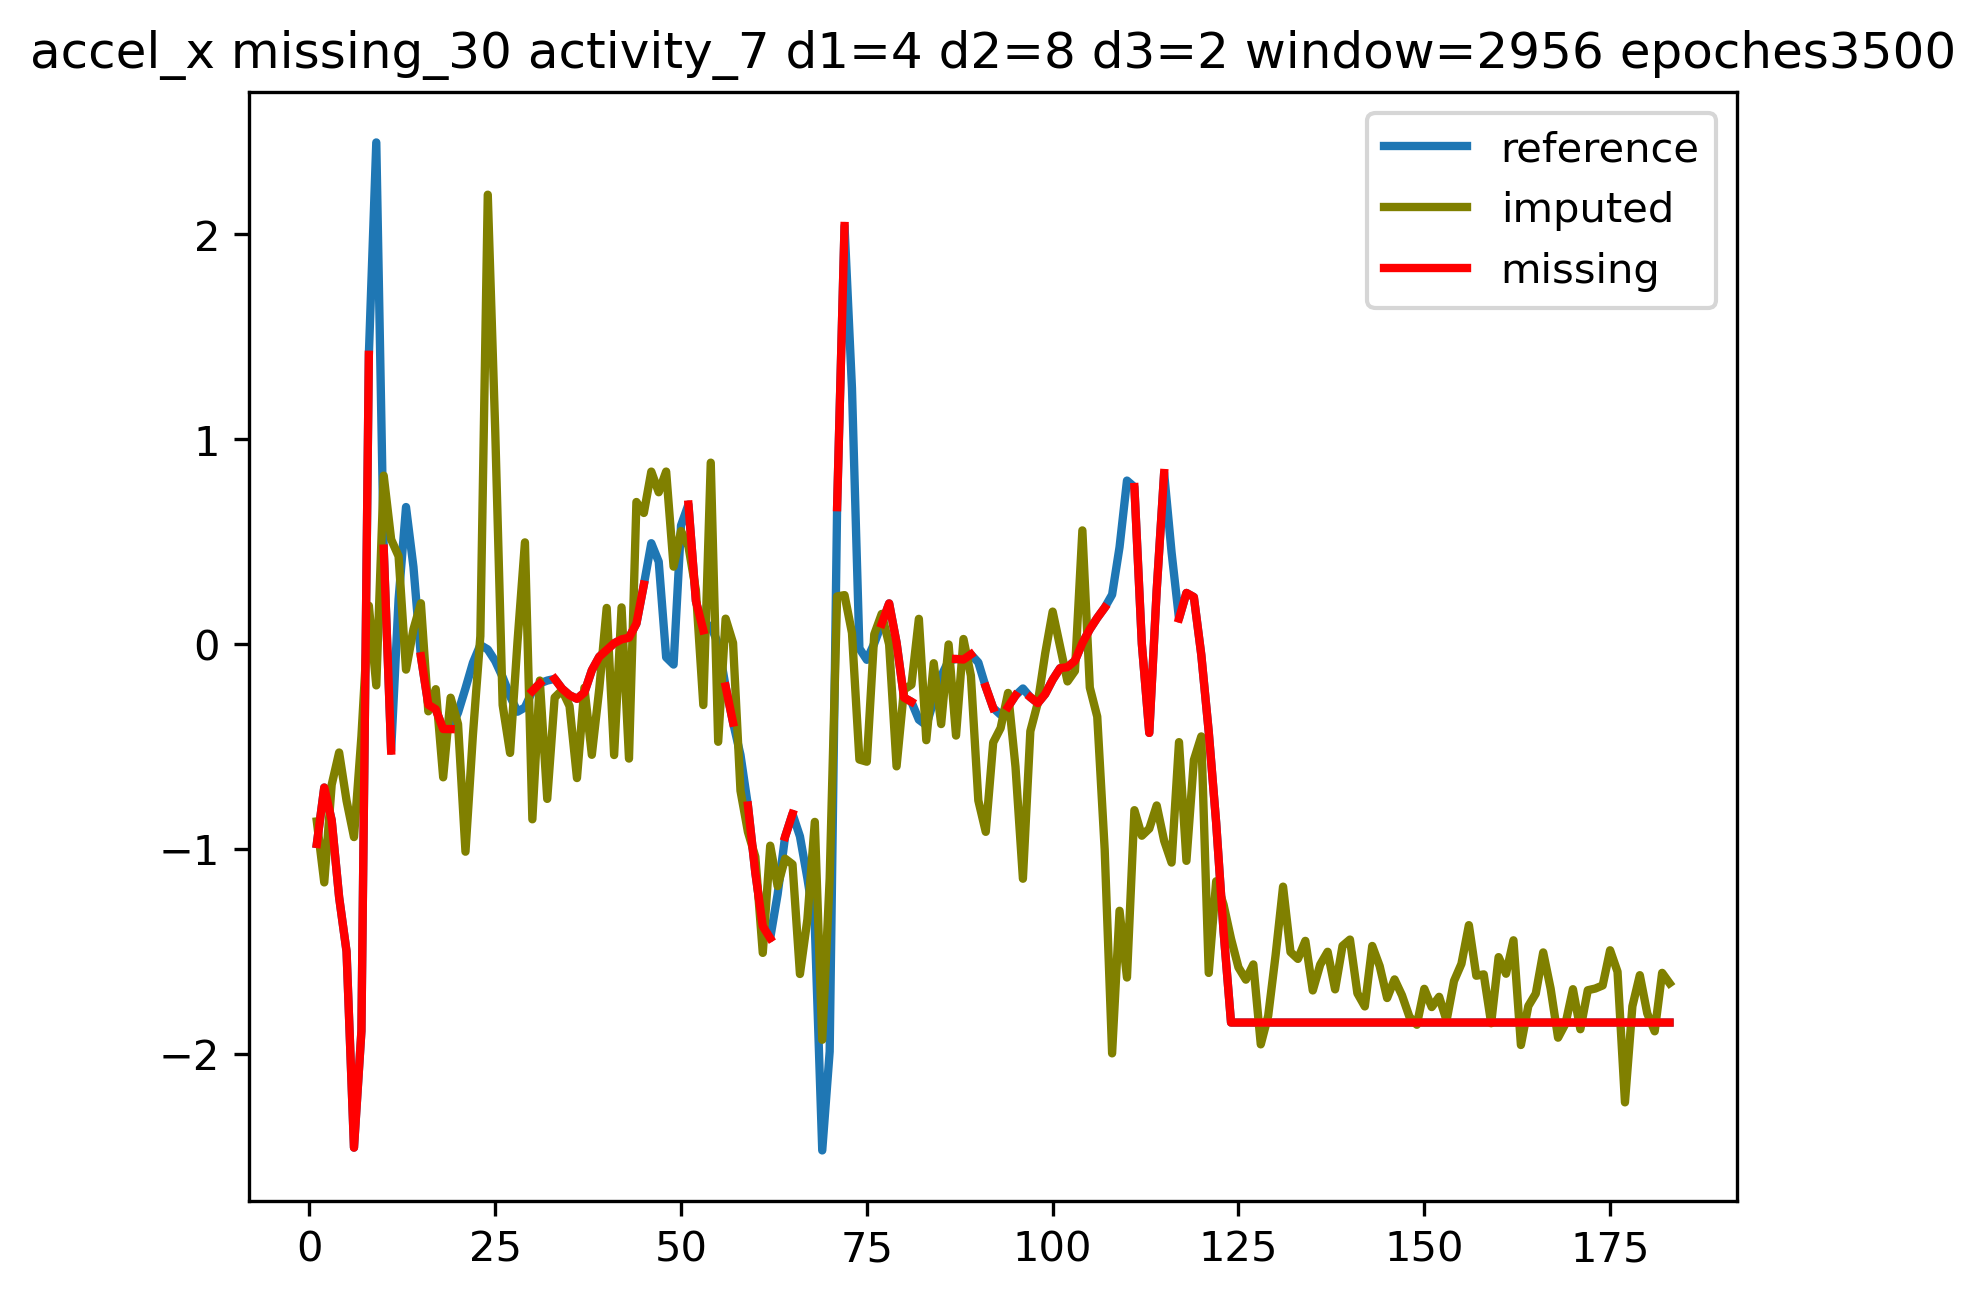 accel_x missing_30 activity_7 d1=4 d2=8 d3=2 window=2956 epoches3500
reference
imputed
missing
2
1
0
−1
−2
0 25 50 75 100 125 150 175